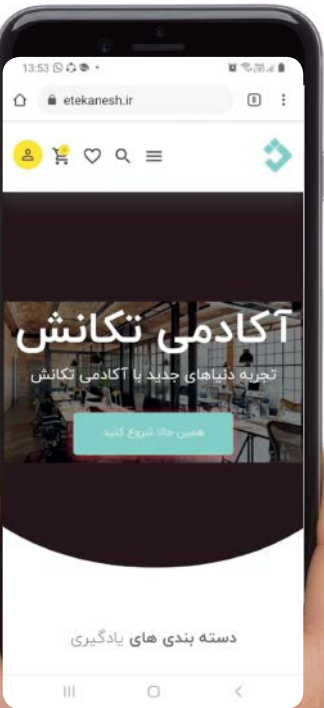 13:53
etekanesh.ir
آکادمی تکانش
تجربه دنیاهای جدید با آکادمی تکانش
همین حالا شروع کنید
دسته بندی های یادگیری